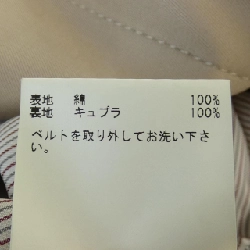 表地 綿 100%
裏地 キュプラ 100%
ベルトを取り外してお洗い下さ
い。